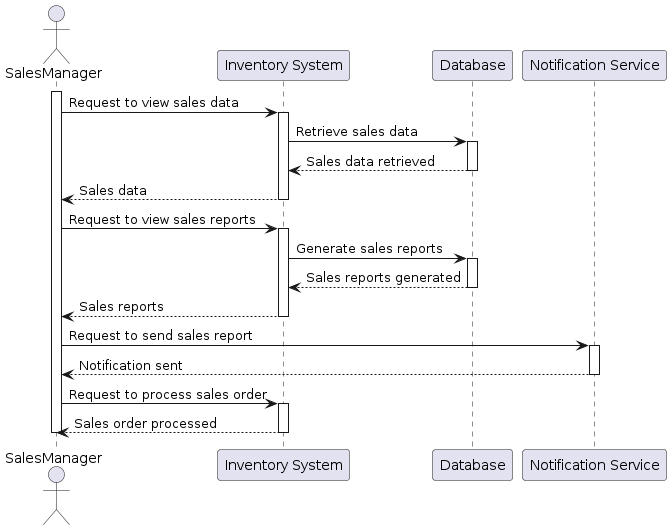 SalesManager
Inventory System
Database
Notification Service
Request to view sales data
Retrieve sales data
Sales data retrieved
Sales data
Request to view sales reports
Generate sales reports
Sales reports generated
Sales reports
Request to send sales report
Notification sent
Request to process sales order
Sales order processed
SalesManager
Inventory System
Database
Notification Service